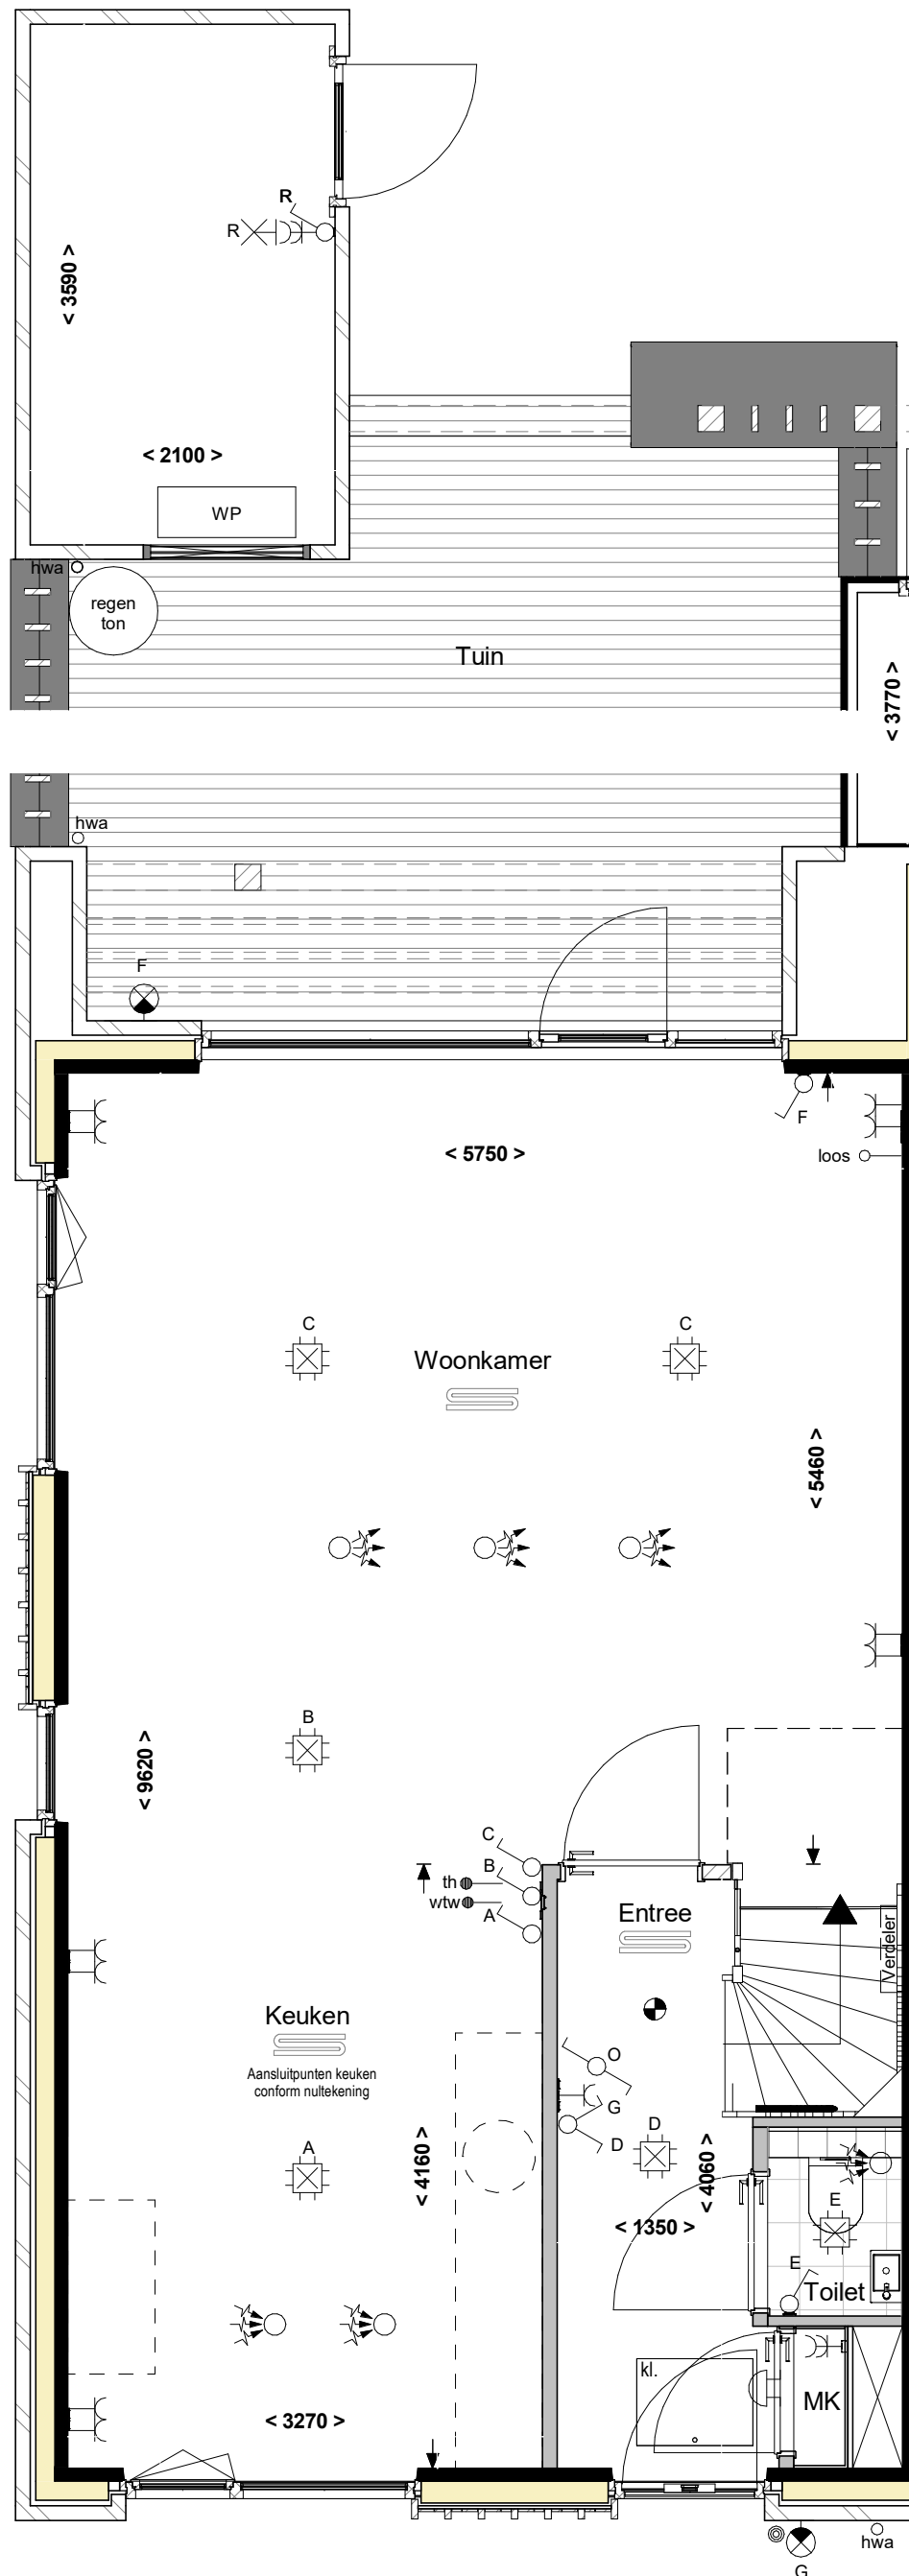 R
R
< 3590 >
< 2100 >
WP
hwa
regen
ton
Tuin
< 3770 >
hwa
F
F
< 5750 >
loos
C
C
Woonkamer
< 5460 >
B
< 9620 >
C
B
th
wtw
A
Entree
Verdeler
Keuken
Aansluitpunten keuken
conform nultekening
O
G
D
D
A
< 4160 >
< 4060 >
< 1350 >
E
E
Toilet
kl.
MK
< 3270 >
hwa
G